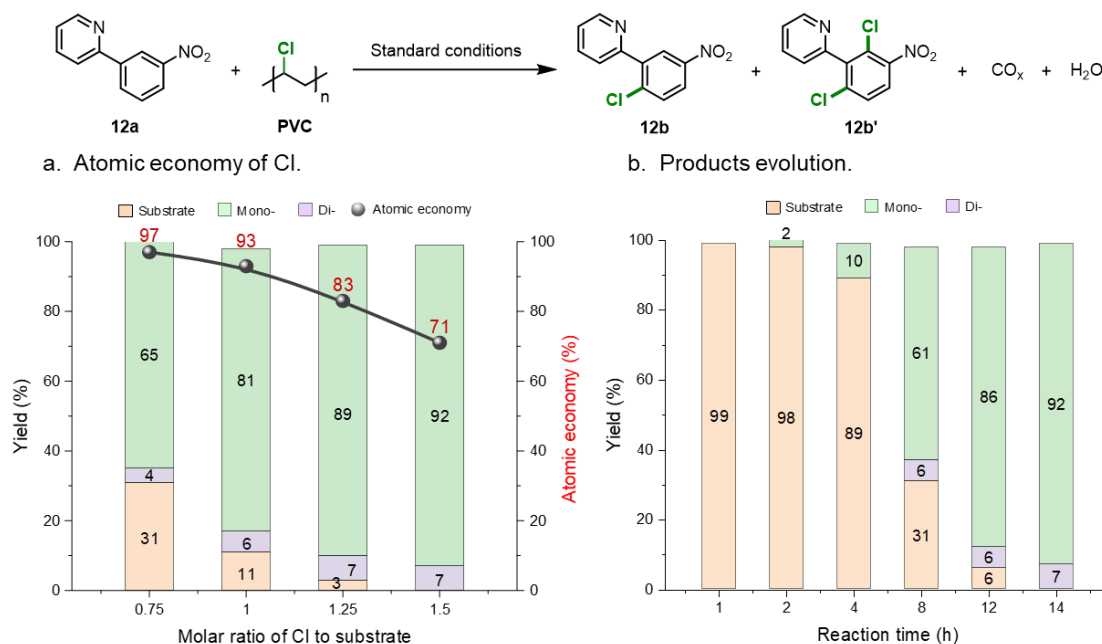 N
NO₂
12a
+
Cl
n
PVC
Standard conditions
N
NO₂
Cl
12b
+
N
Cl
NO₂
Cl
12b'
+ COₓ + H₂O
a. Atomic economy of Cl.
Substrate Mono- Di- Atomic economy
Yield (%)
100
80
60
40
20
0
97
93
83
71
65
81
89
92
4
6
7
7
31
11
3
100
80
60
40
20
0
Atomic economy (%)
0.75 1 1.25 1.5
Molar ratio of Cl to substrate
b. Products evolution.
Substrate Mono- Di-
Yield (%)
100
80
60
40
20
0
2
10
61
86
92
99
98
89
6
31
6
6
7
1 2 4 8 12 14
Reaction time (h)